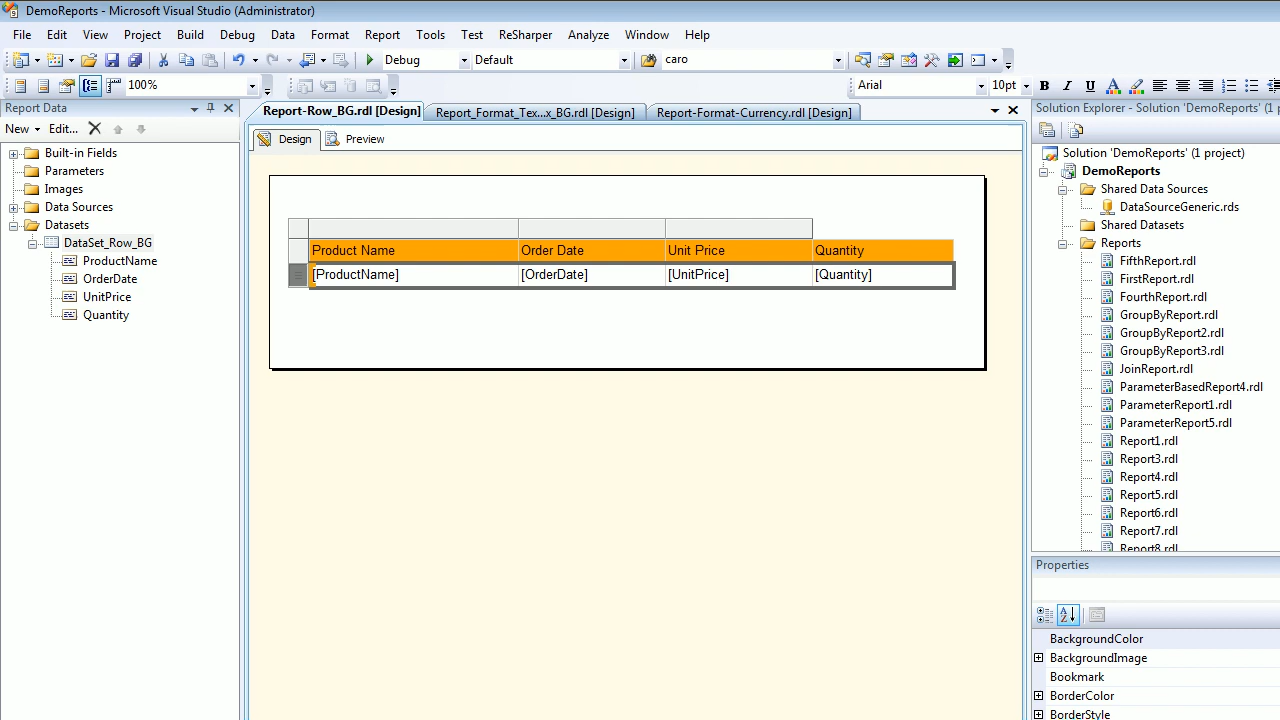 DemoReports - Microsoft Visual Studio (Administrator)
File Edit View Project Build Debug Data Format Report Tools Test ReSharper Analyze Window Help
Debug Default caro
100% Arial 10pt B I U A
Report Data
New Edit...
Built-in Fields
Parameters
Images
Data Sources
Datasets
DataSet_Row_BG
ProductName
OrderDate
UnitPrice
Quantity
Report-Row_BG.rdl [Design] Report_Format_Tex...x_BG.rdl [Design] Report-Format-Currency.rdl [Design]
Design Preview
Product Name Order Date Unit Price Quantity
[ProductName] [OrderDate] [UnitPrice] [Quantity]
Solution Explorer - Solution 'DemoReports' (1
Solution 'DemoReports' (1 project)
DemoReports
Shared Data Sources
DataSourceGeneric.rds
Shared Datasets
Reports
FifthReport.rdl
FirstReport.rdl
FourthReport.rdl
GroupByReport.rdl
GroupByReport2.rdl
GroupByReport3.rdl
JoinReport.rdl
ParameterBasedReport4.rdl
ParameterReport1.rdl
ParameterReport5.rdl
Report1.rdl
Report3.rdl
Report4.rdl
Report5.rdl
Report6.rdl
Report7.rdl
Report8.rdl
Properties
BackgroundColor
BackgroundImage
Bookmark
BorderColor
BorderStyle